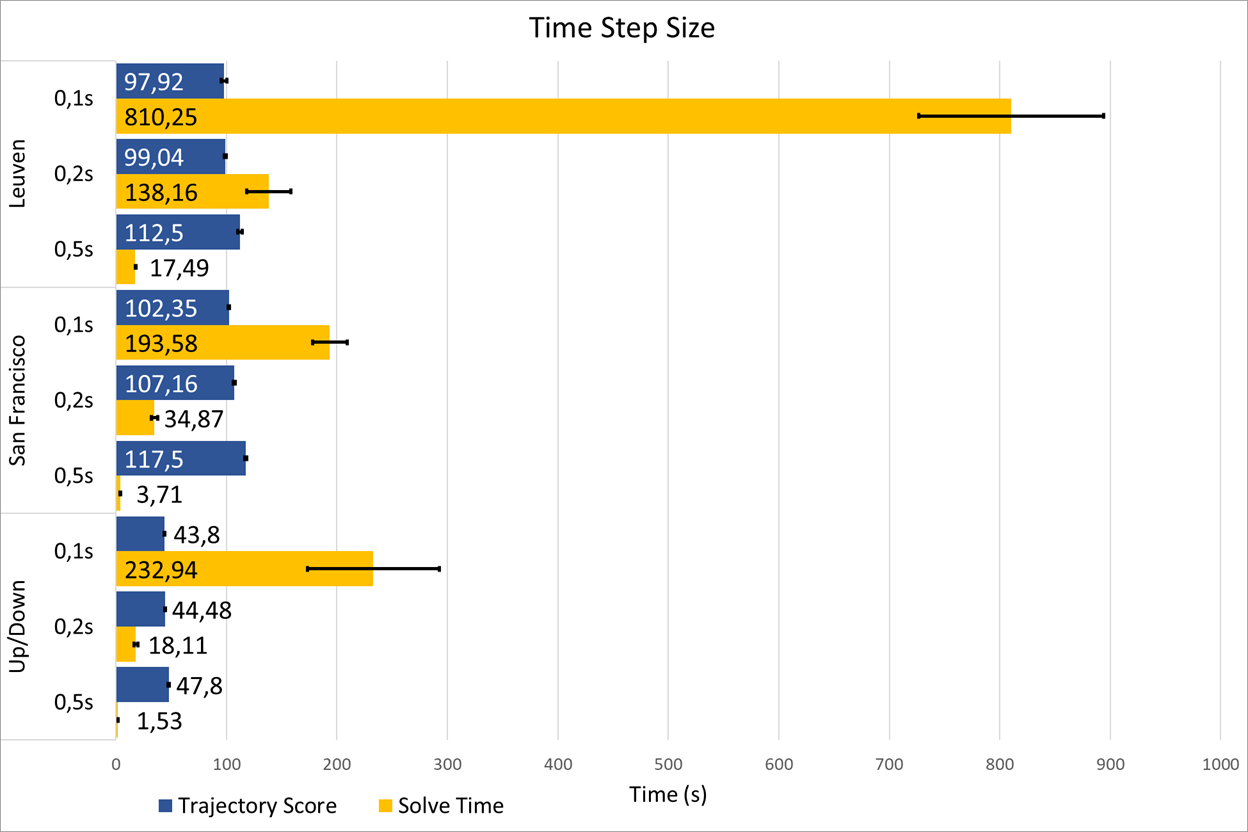 Time Step Size
Leuven
0,1s
97,92
810,25
0,2s
99,04
138,16
0,5s
112,5
17,49
San Francisco
0,1s
102,35
193,58
0,2s
107,16
34,87
0,5s
117,5
3,71
Up/Down
0,1s
43,8
232,94
0,2s
44,48
18,11
0,5s
47,8
1,53
0 100 200 300 400 500 600 700 800 900 1000
Time (s)
Trajectory Score Solve Time